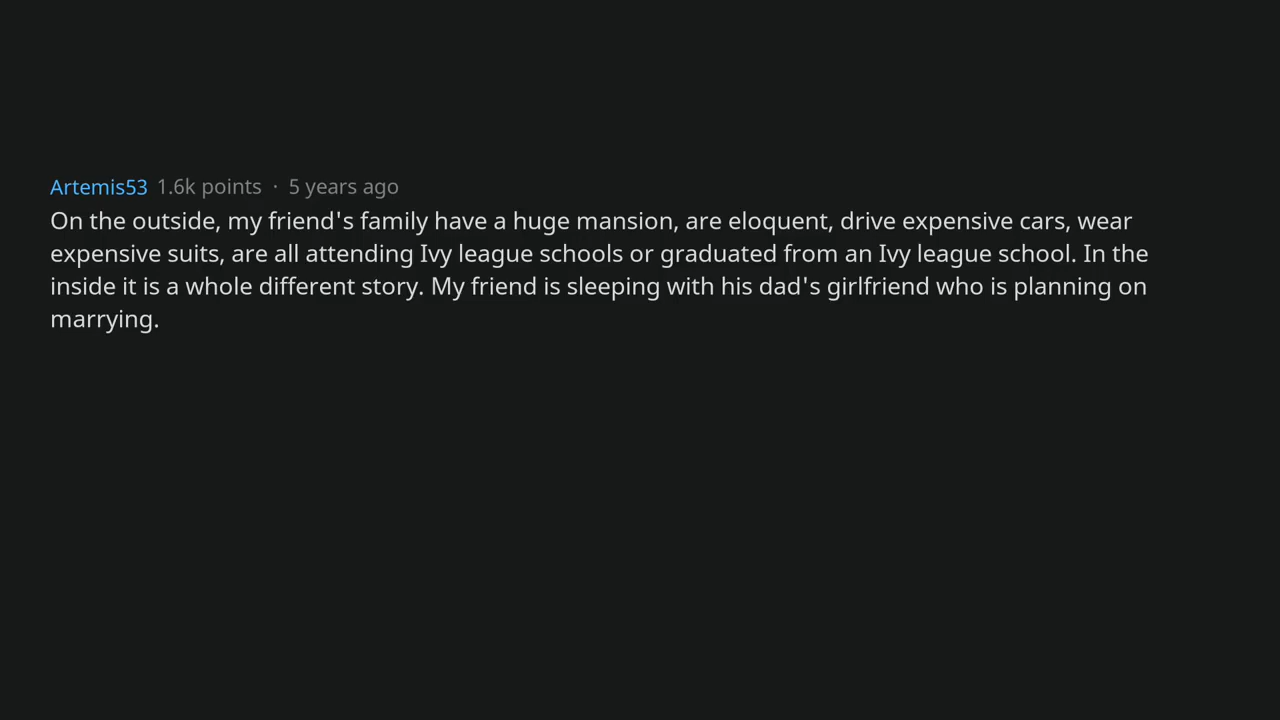 Artemis53 1.6k points · 5 years ago
On the outside, my friend's family have a huge mansion, are eloquent, drive expensive cars, wear
expensive suits, are all attending Ivy league schools or graduated from an Ivy league school. In the
inside it is a whole different story. My friend is sleeping with his dad's girlfriend who is planning on
marrying.